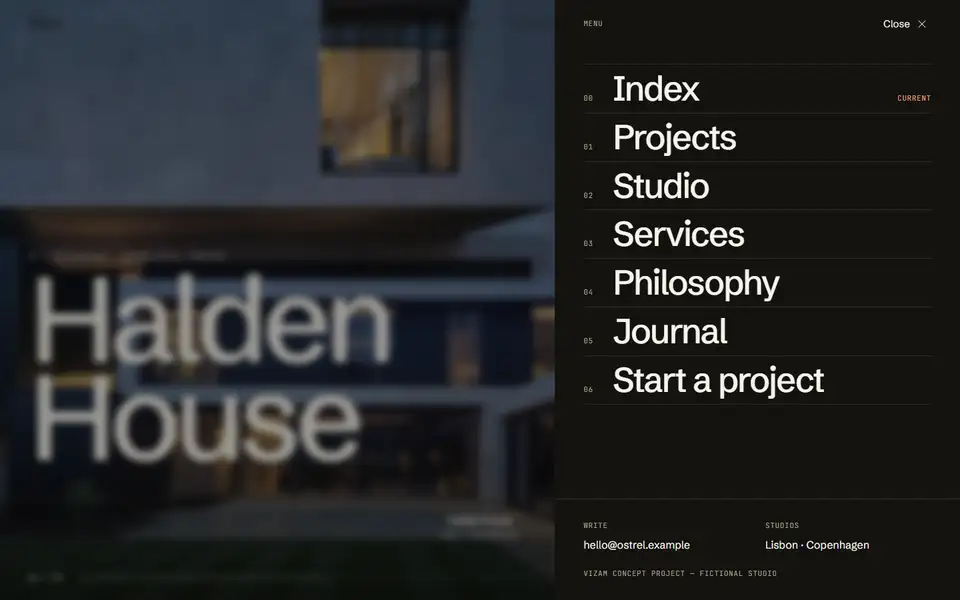 Halden
House
MENU
Close
00 Index CURRENT
01 Projects
02 Studio
03 Services
04 Philosophy
05 Journal
06 Start a project
WRITE
hello@ostrel.example
STUDIOS
Lisbon · Copenhagen
VIZAM CONCEPT PROJECT — FICTIONAL STUDIO